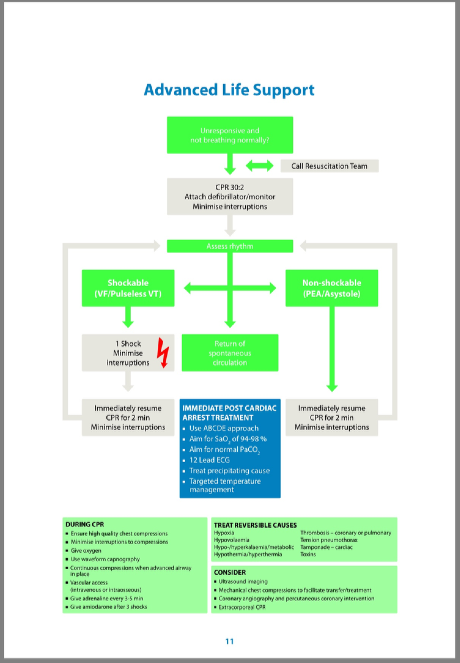 Advanced Life Support
Unresponsive and
not breathing normally?
Call Resuscitation Team
CPR 30:2
Attach defibrillator/monitor
Minimise interruptions
Assess rhythm
Shockable
(VF/Pulseless VT)
Non-shockable
(PEA/Asystole)
1 Shock
Minimise
interruptions
Return of
spontaneous
circulation
Immediately resume
CPR for 2 min
Minimise interruptions
IMMEDIATE POST CARDIAC
ARREST TREATMENT
• Use ABCDE approach
• Aim for SaO₂ of 94-98 %
• Aim for normal PaCO₂
• 12 Lead ECG
• Treat precipitating cause
• Targeted temperature
management
Immediately resume
CPR for 2 min
Minimise interruptions
DURING CPR
• Ensure high quality chest compressions
• Minimise interruptions to compressions
• Give oxygen
• Use waveform capnography
• Continuous compressions when advanced airway
in place
• Vascular access
(intravenous or intraosseous)
• Give adrenaline every 3-5 min
• Give amiodarone after 3 shocks
TREAT REVERSIBLE CAUSES
Hypoxia
Hypovolaemia
Hypo-/hyperkalaemia/metabolic
Hypothermia/hyperthermia
Thrombosis – coronary or pulmonary
Tension pneumothorax
Tamponade – cardiac
Toxins
CONSIDER
• Ultrasound imaging
• Mechanical chest compressions to facilitate transfer/treatment
• Coronary angiography and percutaneous coronary intervention
• Extracorporeal CPR
11